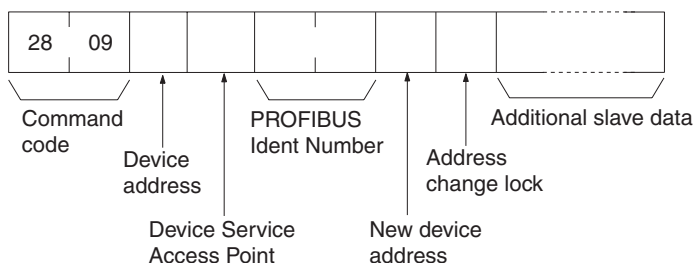 28 09
Command
code
Device
address
Device Service
Access Point
PROFIBUS
Ident Number
New device
address
Address
change lock
Additional slave data